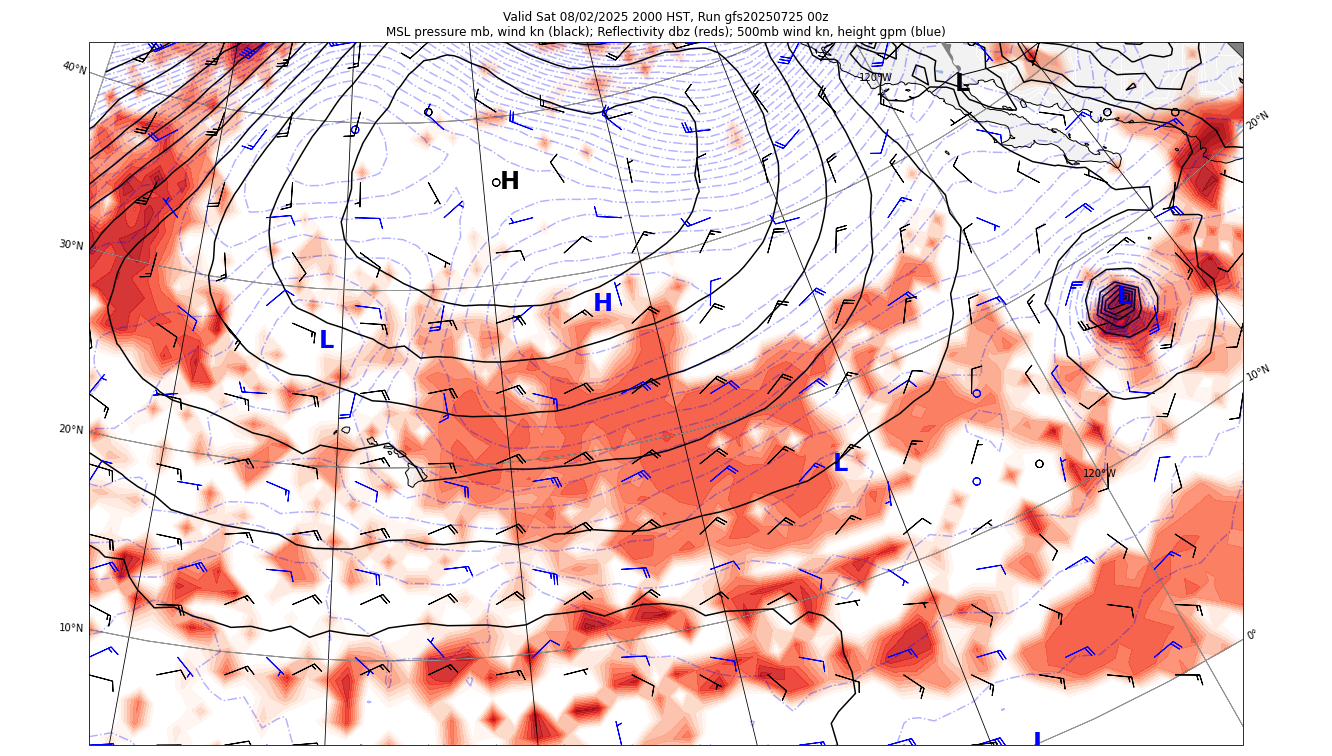 Valid Sat 08/02/2025 2000 HST, Run gfs20250725 00z
MSL pressure mb, wind kn (black); Reflectivity dbz (reds); 500mb wind kn, height gpm (blue)
40°N
120°W
L
20°N
H
30°N
L
H
L
10°N
20°N
L
120°W
10°N
0°
L